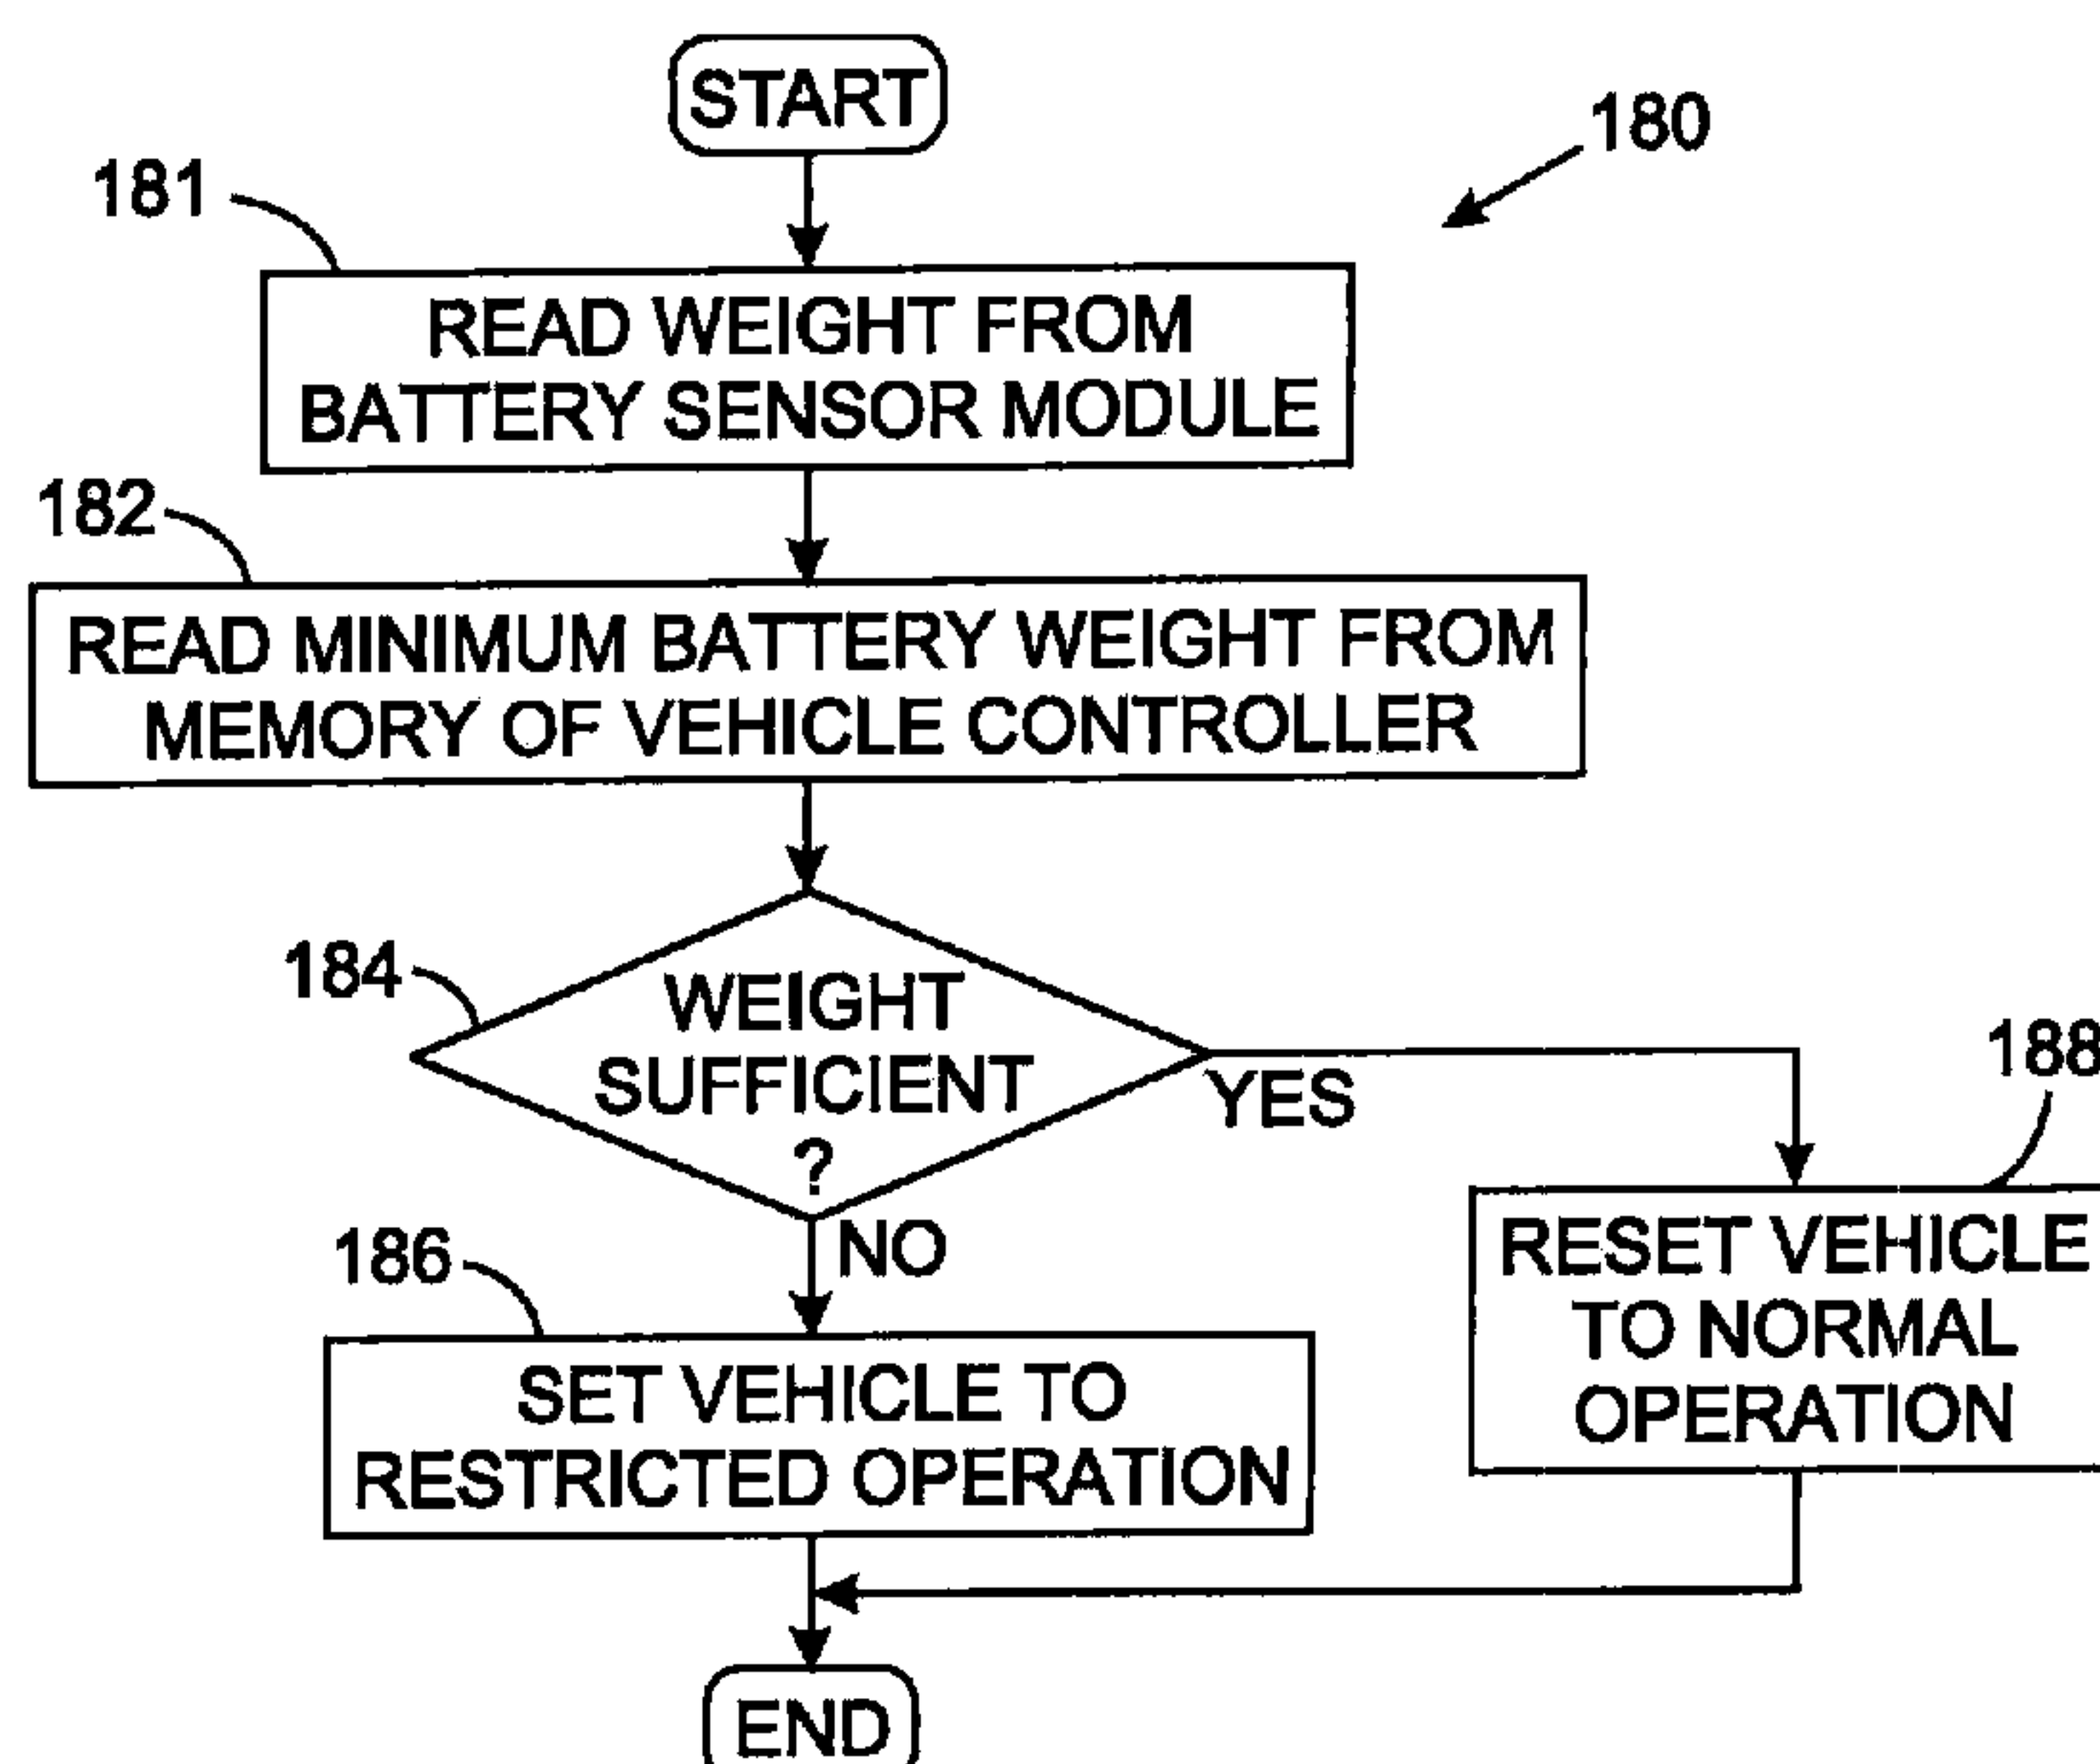 START
180
181
READ WEIGHT FROM
BATTERY SENSOR MODULE
182
READ MINIMUM BATTERY WEIGHT FROM
MEMORY OF VEHICLE CONTROLLER
184
WEIGHT
SUFFICIENT
?
YES
188
NO
186
SET VEHICLE TO
RESTRICTED OPERATION
RESET VEHICLE
TO NORMAL
OPERATION
END